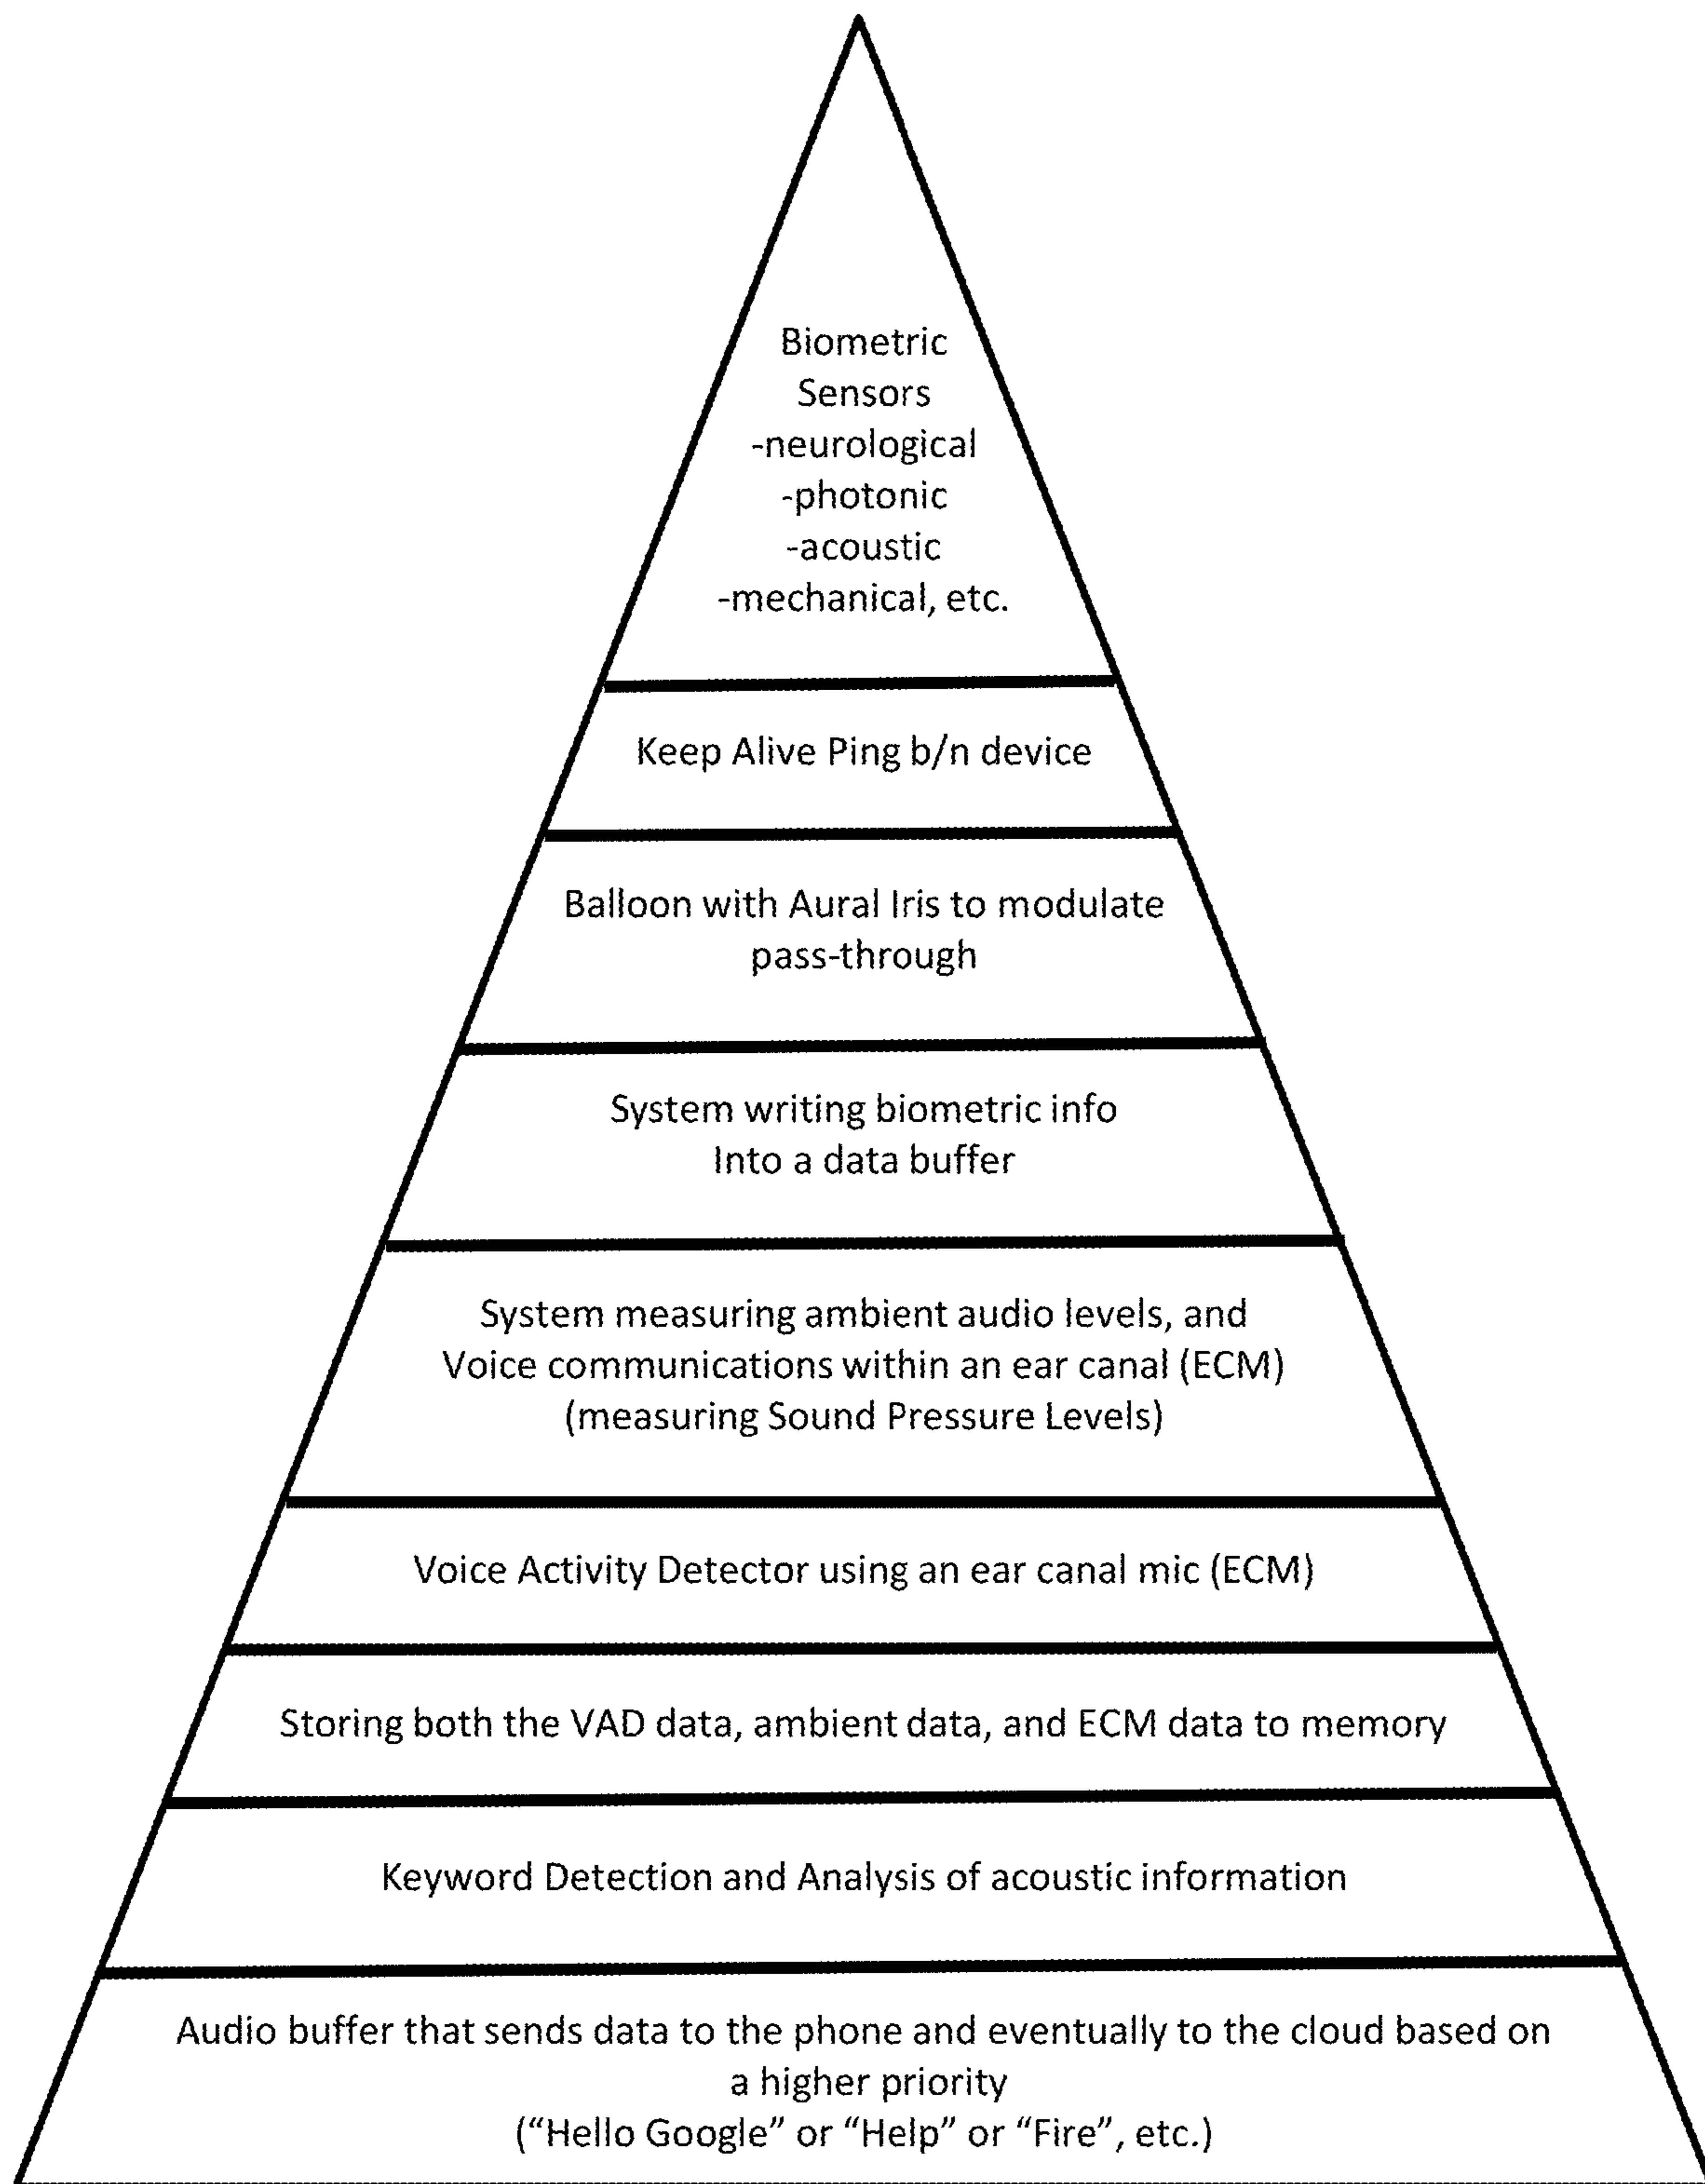 Biometric
Sensors
-neurological
-photonic
-acoustic
-mechanical, etc.
Keep Alive Ping b/n device
Balloon with Aural Iris to modulate
pass-through
System writing biometric info
Into a data buffer
System measuring ambient audio levels, and
Voice communications within an ear canal (ECM)
(measuring Sound Pressure Levels)
Voice Activity Detector using an ear canal mic (ECM)
Storing both the VAD data, ambient data, and ECM data to memory
Keyword Detection and Analysis of acoustic information
Audio buffer that sends data to the phone and eventually to the cloud based on
a higher priority
(“Hello Google” or “Help” or “Fire”, etc.)